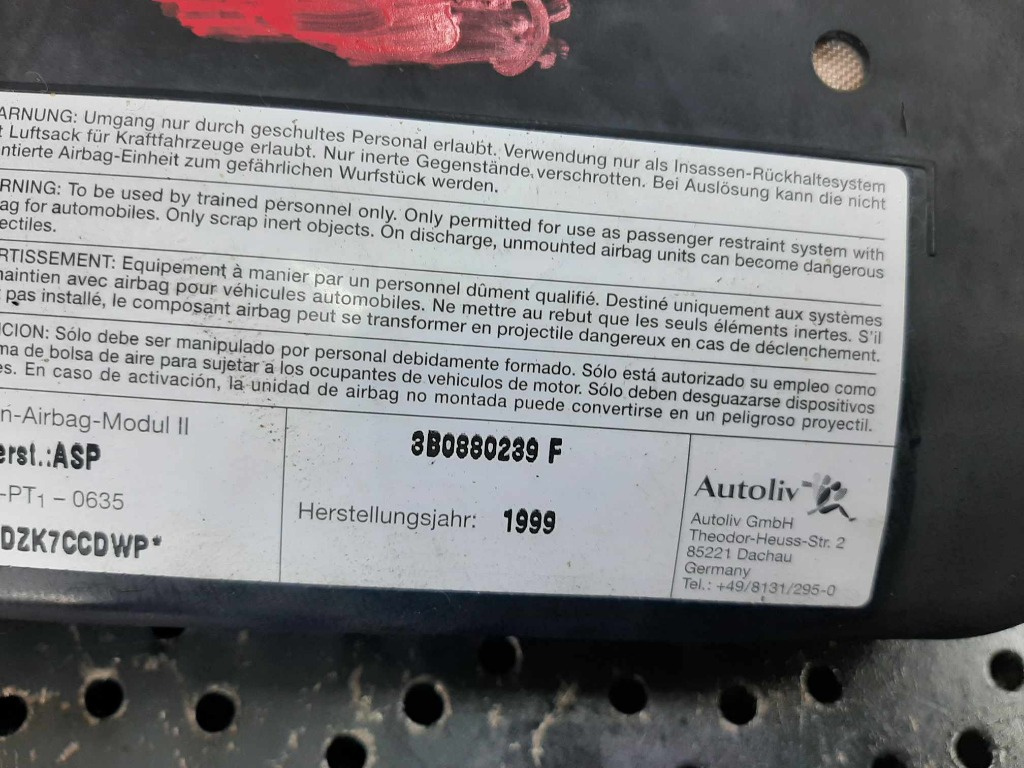 ARNUNG: Umgang nur durch geschultes Personal erlaubt. Verwendung nur als Insassen-Rückhaltesystem
t Luftsack für Kraftfahrzeuge erlaubt. Nur inerte Gegenstände verschrotten. Bei Auslösung kann die nicht
ntierte Airbag-Einheit zum gefährlichen Wurfstück werden.
RNING: To be used by trained personnel only. Only permitted for use as passenger restraint system with
ag for automobiles. Only scrap inert objects. On discharge, unmounted airbag units can become dangerous
ectiles.
RTISSEMENT: Equipement à manier par un personnel dûment qualifié. Destiné uniquement aux systèmes
maintien avec airbag pour véhicules automobiles. Ne mettre au rebut que les seuls éléments inertes. S'il
pas installé, le composant airbag peut se transformer en projectile dangereux en cas de déclenchement.
NCION: Sólo debe ser manipulado por personal debidamente formado. Sólo está autorizado su empleo como
ma de bolsa de aire para sujetar a los ocupantes de vehiculos de motor. Sólo deben desguazarse dispositivos
es. En caso de activación, la unidad de airbag no montada puede convertirse en un peligroso proyectil.
n-Airbag-Modul II
erst.:ASP
-PT1 – 0635
DZK7CCDWP*
3B0880239 F
Herstellungsjahr: 1999
Autoliv
Autoliv GmbH
Theodor-Heuss-Str. 2
85221 Dachau
Germany
Tel.: +49/8131/295-0